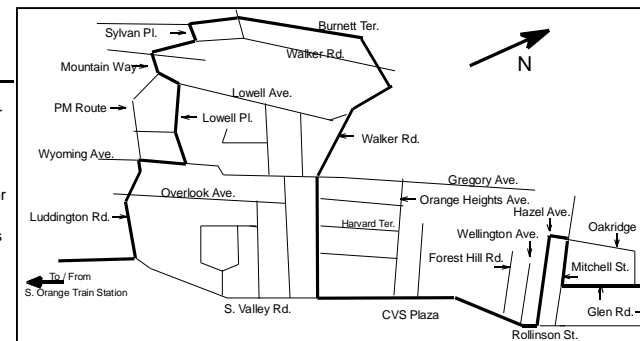 Burnett Ter.
Sylvan Pl.
Walker Rd.
Mountain Way
N
Lowell Ave.
PM Route
Lowell Pl.
Walker Rd.
Wyoming Ave.
Gregory Ave.
or
Overlook Ave.
Orange Heights Ave.
Hazel Ave.
Luddington Rd.
Harvard Ter.
Oakridge
Wellington Ave.
s
Forest Hill Rd.
Mitchell St.
To / From
S. Orange Train Station
S. Valley Rd.
CVS Plaza
Glen Rd.
Rollinson St.